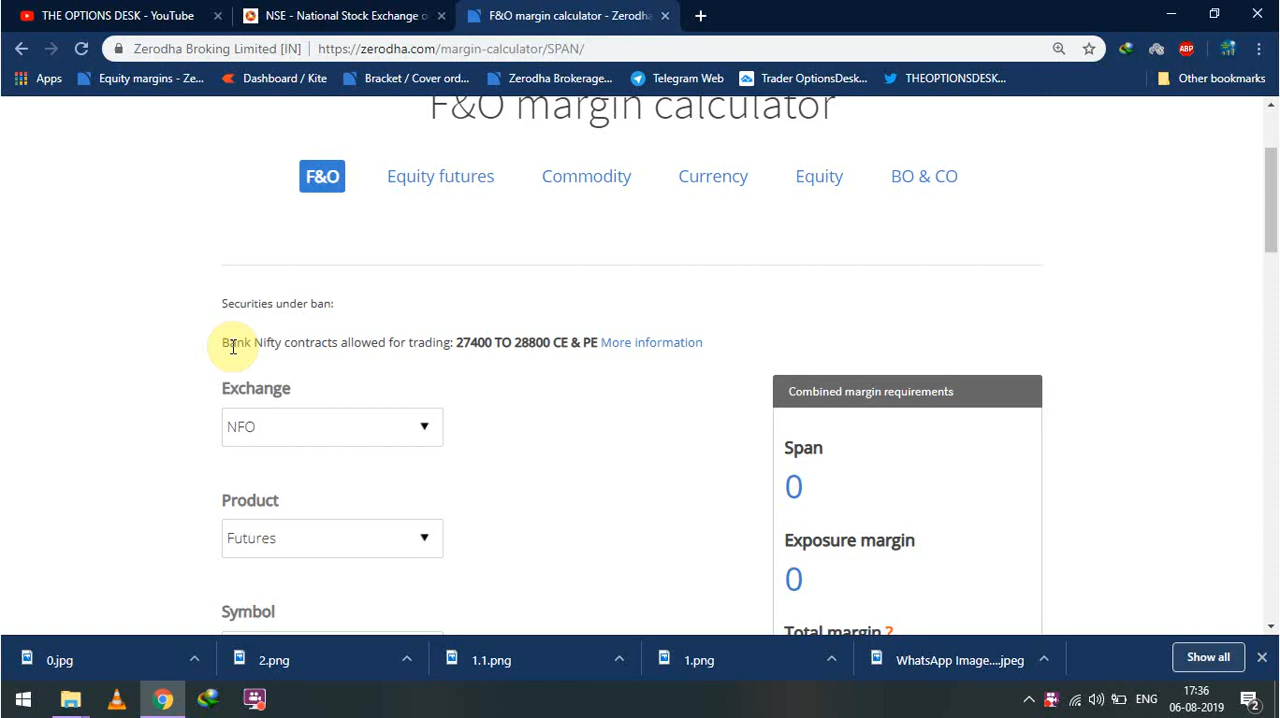 THE OPTIONS DESK - YouTube
NSE - National Stock Exchange o
F&O margin calculator - Zerodha
Zerodha Broking Limited [IN]
https://zerodha.com/margin-calculator/SPAN/
ABP
Apps
Equity margins - Ze...
Dashboard / Kite
Bracket / Cover ord...
Zerodha Brokerage...
Telegram Web
Trader OptionsDesk...
THEOPTIONSDESK...
Other bookmarks
F&O margin calculator
F&O
Equity futures
Commodity
Currency
Equity
BO & CO
Securities under ban:
Bank Nifty contracts allowed for trading: 27400 TO 28800 CE & PE More information
Exchange
NFO
Product
Futures
Symbol
Combined margin requirements
Span
0
Exposure margin
0
Total margin ?
0.jpg
2.png
1.1.png
1.png
WhatsApp Image....jpeg
Show all
ENG
17:36
06-08-2019
2